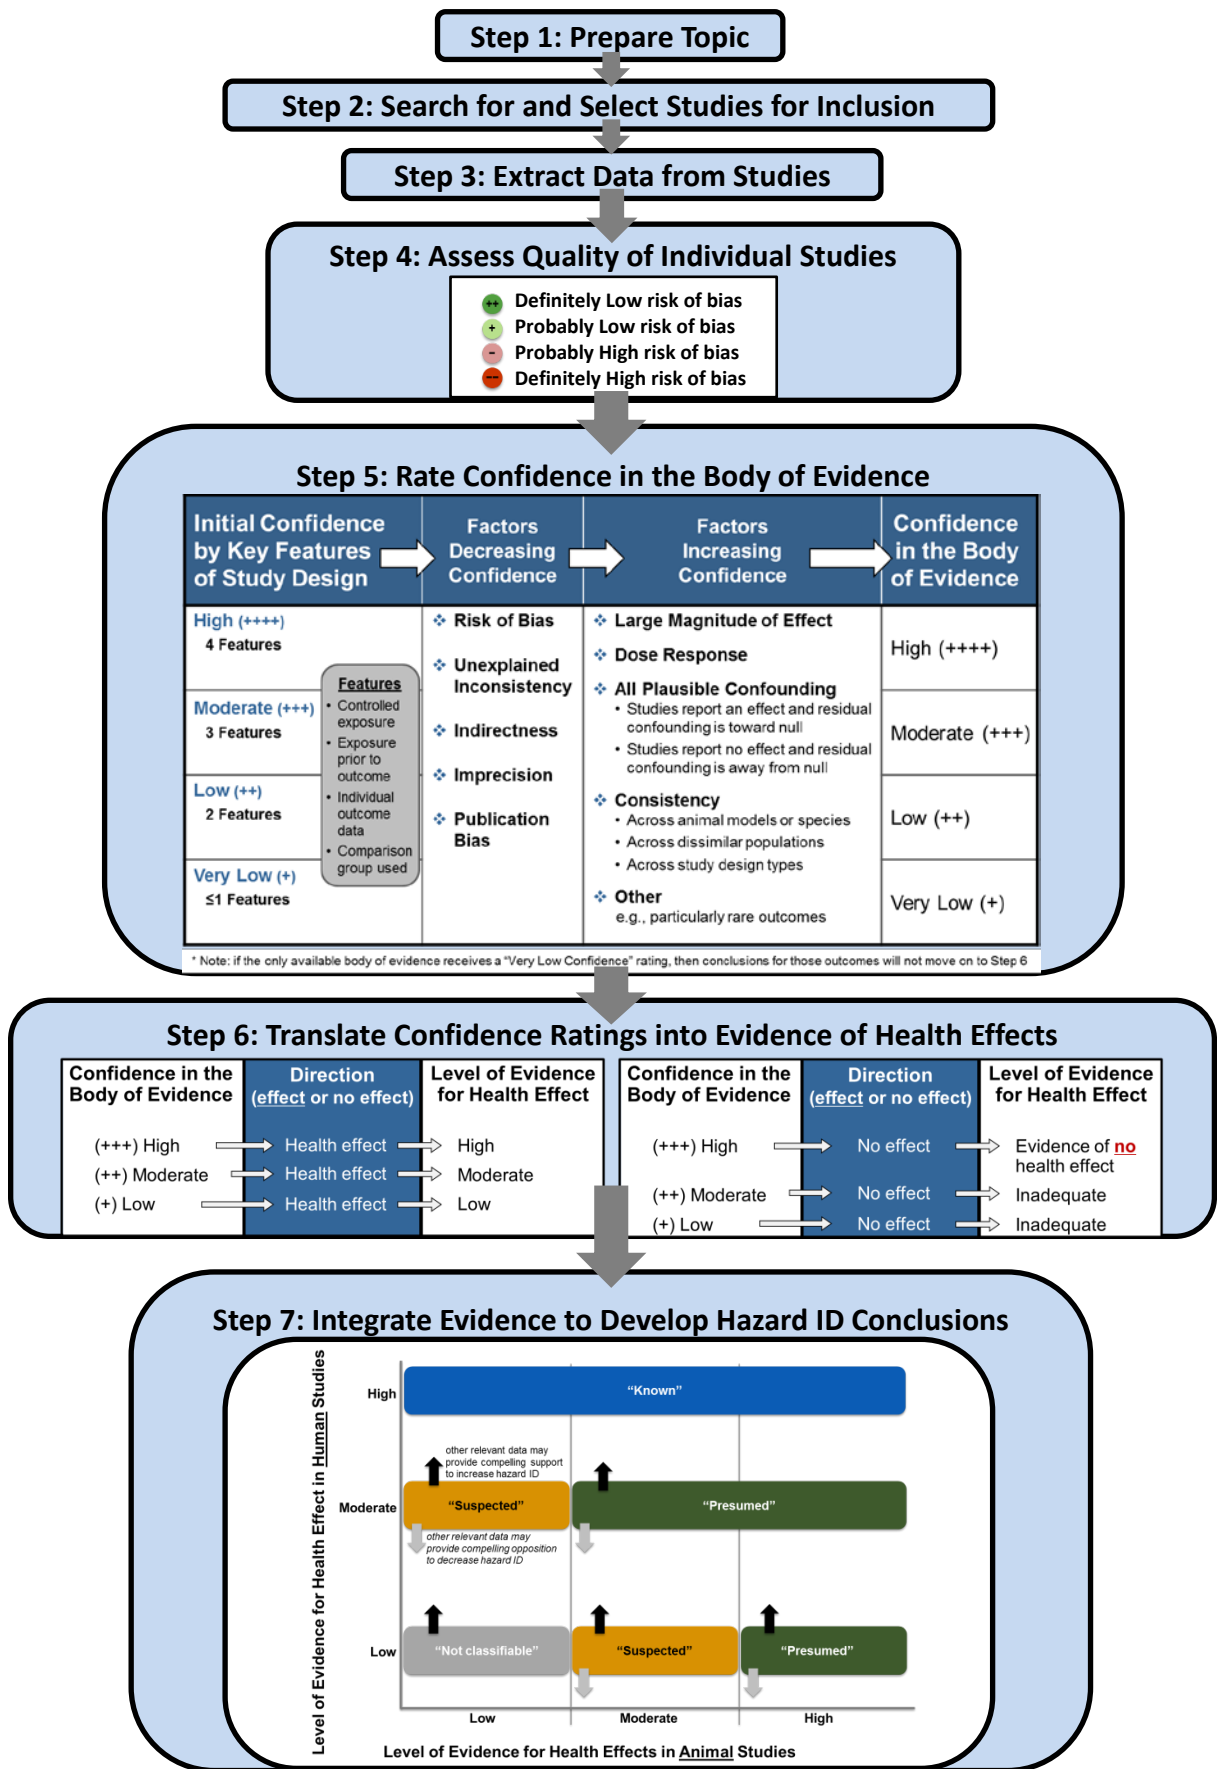 Step 1: Prepare Topic
Step 2: Search for and Select Studies for Inclusion
Step 3: Extract Data from Studies
Step 4: Assess Quality of Individual Studies
++ Definitely Low risk of bias
+ Probably Low risk of bias
- Probably High risk of bias
-- Definitely High risk of bias
Step 5: Rate Confidence in the Body of Evidence
Initial Confidence
by Key Features
of Study Design
Factors
Decreasing
Confidence
Factors
Increasing
Confidence
Confidence
in the Body
of Evidence
High (++++)
4 Features
Moderate (+++)
3 Features
Low (++)
2 Features
Very Low (+)
≤1 Features
Features
• Controlled
exposure
• Exposure
prior to
outcome
• Individual
outcome
data
• Comparison
group used
❖ Risk of Bias
❖ Unexplained
Inconsistency
❖ Indirectness
❖ Imprecision
❖ Publication
Bias
❖ Large Magnitude of Effect
❖ Dose Response
❖ All Plausible Confounding
• Studies report an effect and residual
confounding is toward null
• Studies report no effect and residual
confounding is away from null
❖ Consistency
• Across animal models or species
• Across dissimilar populations
• Across study design types
❖ Other
e.g., particularly rare outcomes
High (++++)
Moderate (+++)
Low (++)
Very Low (+)
* Note: if the only available body of evidence receives a "Very Low Confidence" rating, then conclusions for those outcomes will not move on to Step 6
Step 6: Translate Confidence Ratings into Evidence of Health Effects
Confidence in the
Body of Evidence
Direction
(effect or no effect)
Level of Evidence
for Health Effect
(+++) High Health effect High
(++) Moderate Health effect Moderate
(+) Low Health effect Low
Confidence in the
Body of Evidence
Direction
(effect or no effect)
Level of Evidence
for Health Effect
(+++) High No effect Evidence of no
health effect
(++) Moderate No effect Inadequate
(+) Low No effect Inadequate
Step 7: Integrate Evidence to Develop Hazard ID Conclusions
Level of Evidence for Health Effect in Human Studies
High
“Known”
other relevant data may
provide compelling support
to increase hazard ID
Moderate
“Suspected”
“Presumed”
other relevant data may
provide compelling opposition
to decrease hazard ID
Low
“Not classifiable”
“Suspected”
“Presumed”
Low Moderate High
Level of Evidence for Health Effects in Animal Studies